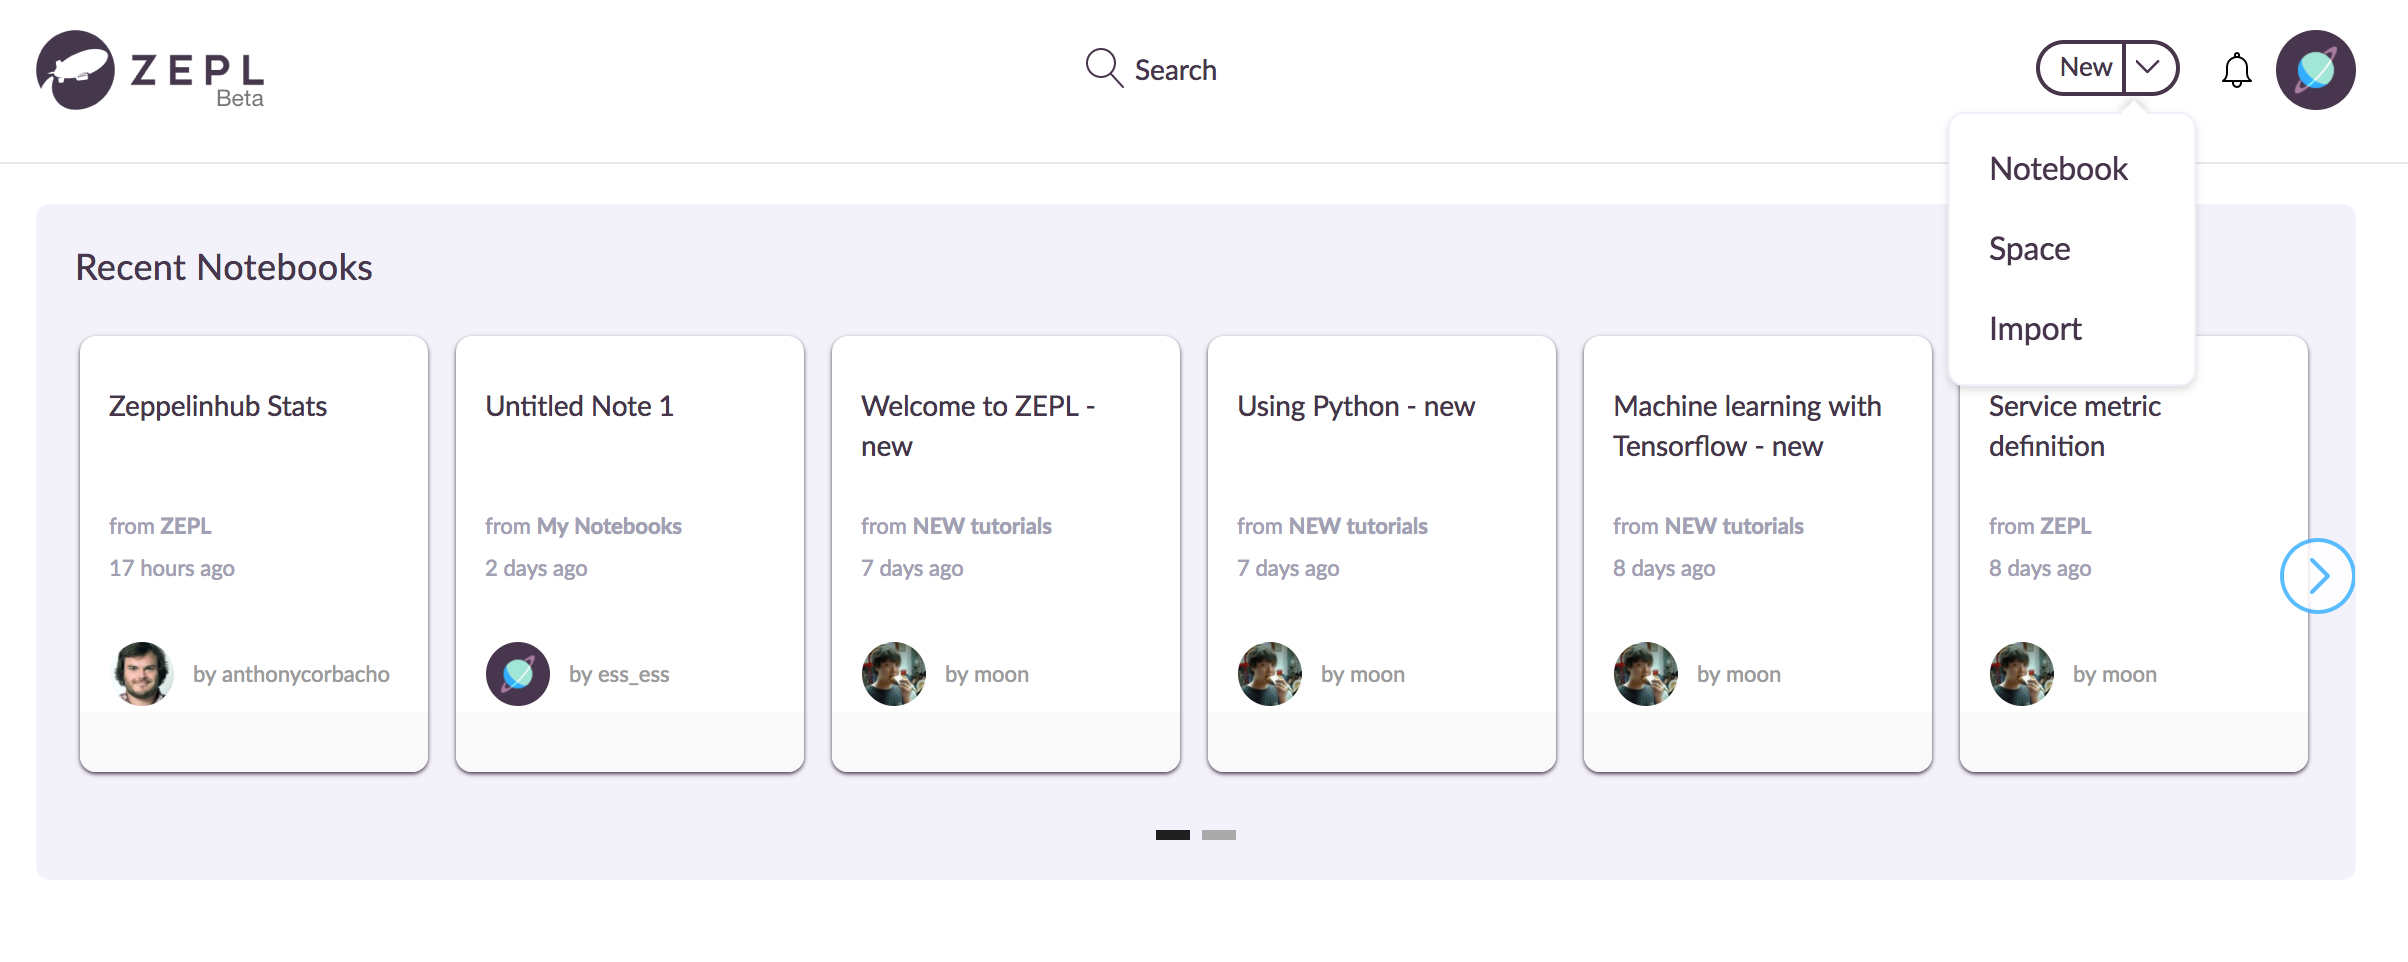 ZEPL
Beta
Search
New
Notebook
Space
Import
Recent Notebooks
Zeppelinhub Stats
from ZEPL
17 hours ago
by anthonycorbacho
Untitled Note 1
from My Notebooks
2 days ago
by ess_ess
Welcome to ZEPL -
new
from NEW tutorials
7 days ago
by moon
Using Python - new
from NEW tutorials
7 days ago
by moon
Machine learning with
Tensorflow - new
from NEW tutorials
8 days ago
by moon
Service metric
definition
from ZEPL
8 days ago
by moon